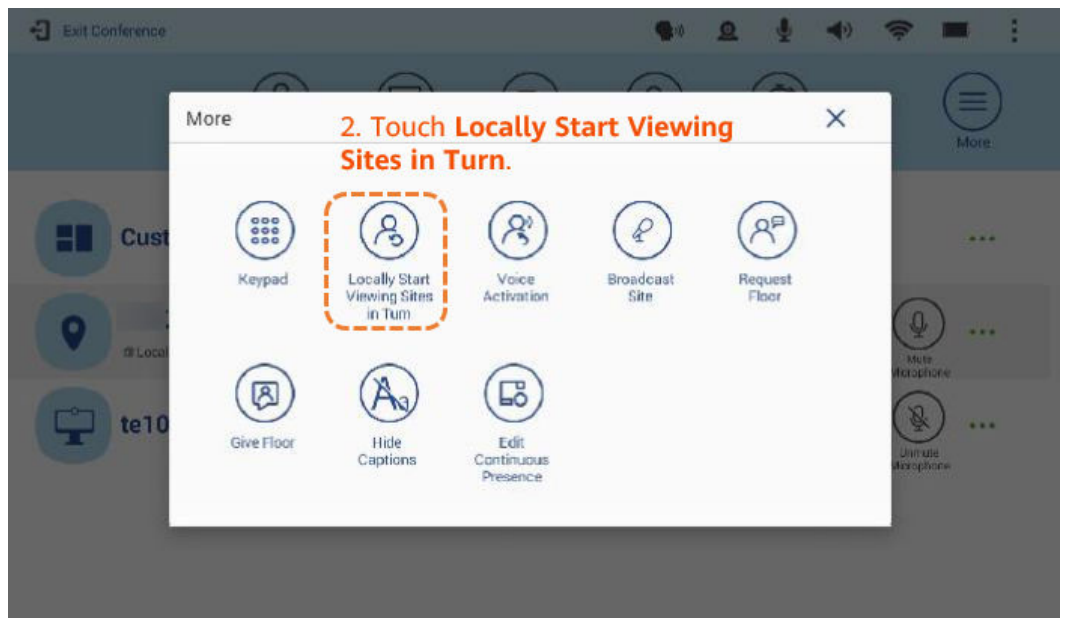 Exit Conference
More
More
2. Touch Locally Start Viewing
Sites in Turn.
Cust
Keypad
Locally Start
Viewing Sites
in Turn
Voice
Activation
Broadcast
Site
Request
Floor
Local
Mute
Microphone
te10
Give Floor
Hide
Captions
Edit
Continuous
Presence
Unmute
Microphone